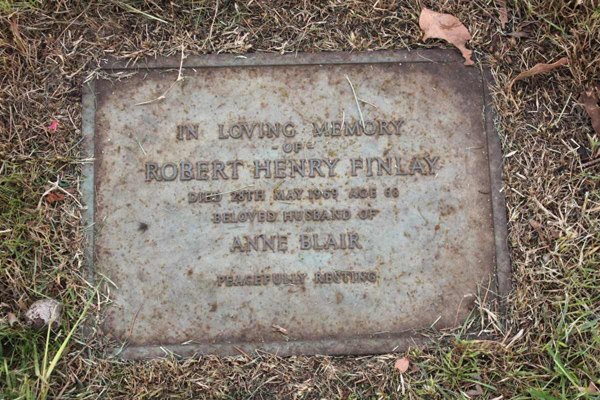 IN LOVING MEMORY
- OF -
ROBERT HENRY FINLAY
DIED MAY AGE
BELOVED HUSBAND OF
ANNE BLAIR
PEACEFULLY RESTING